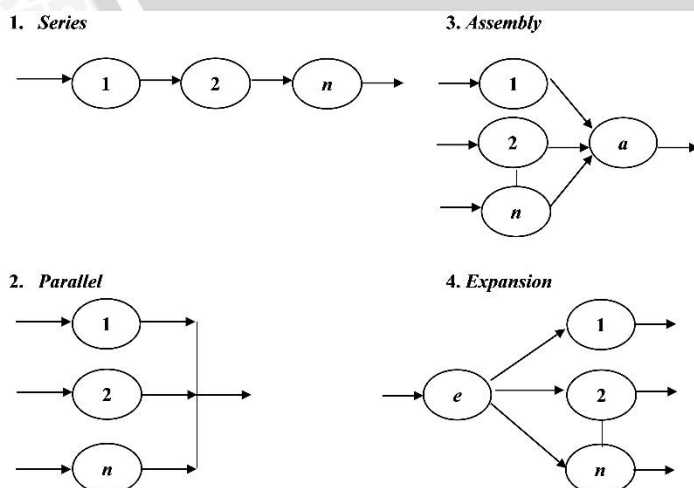 1. Series
1 2 n
3. Assembly
1
2
a
n
2. Parallel
1
2
n
4. Expansion
1
e
2
n